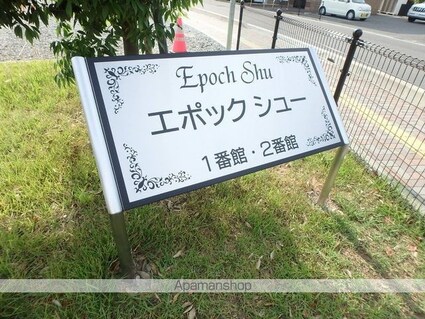 Epoch Shu
エポック シュー
1番館・2番館
Apamanshop